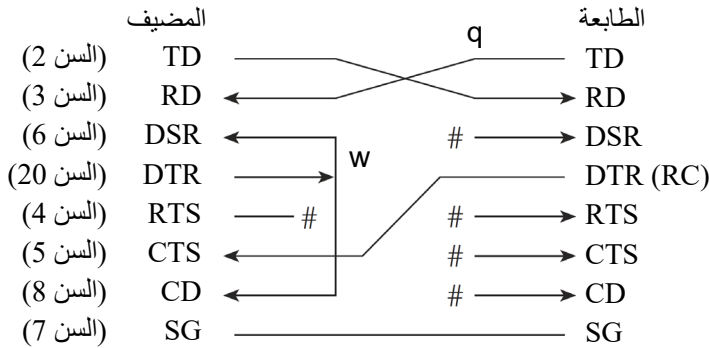 المضيف الطابعة
q
(السن 2) TD TD
(السن 3) RD RD
(السن 6) DSR # DSR
w
(السن 20) DTR DTR (RC)
(السن 4) RTS # # RTS
(السن 5) CTS # CTS
(السن 8) CD # CD
(السن 7) SG SG